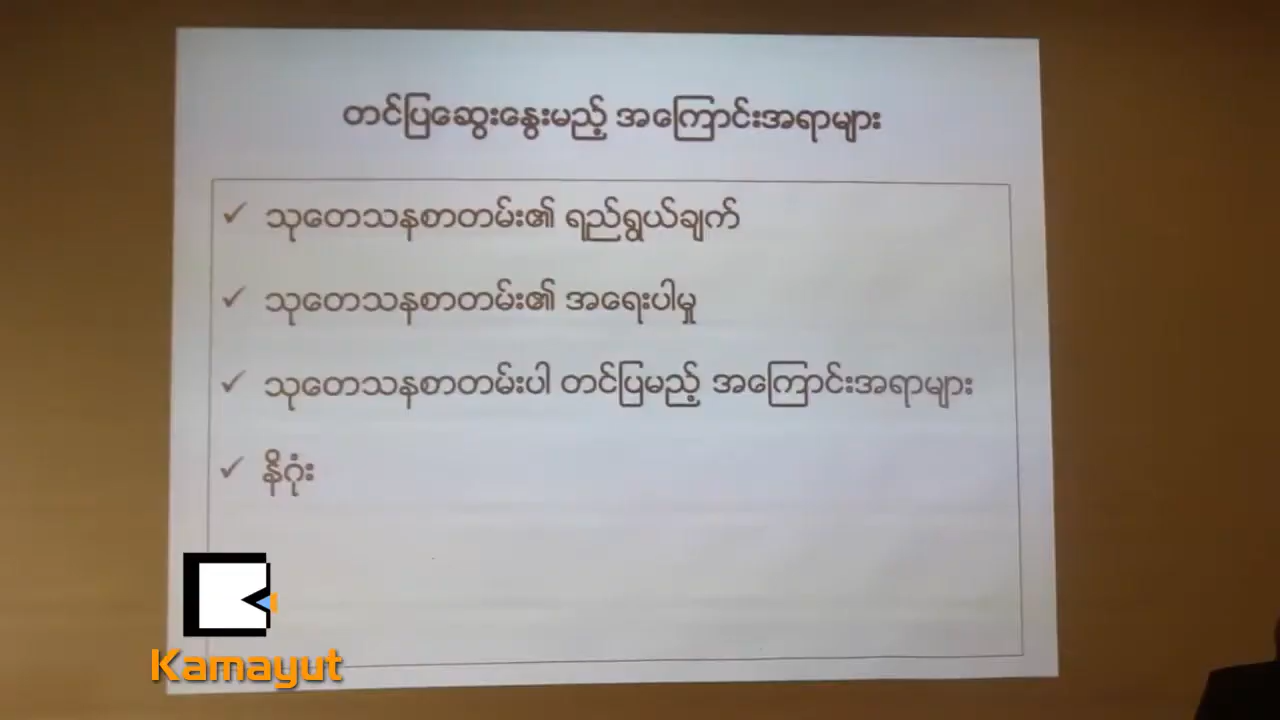 တင်ပြဆွေးနွေးမည့် အကြောင်းအရာများ
✓ သုတေသနစာတမ်း၏ ရည်ရွယ်ချက်
✓ သုတေသနစာတမ်း၏ အရေးပါမှု
✓ သုတေသနစာတမ်းပါ တင်ပြမည့် အကြောင်းအရာများ
✓ နိဂုံး
Kamayut